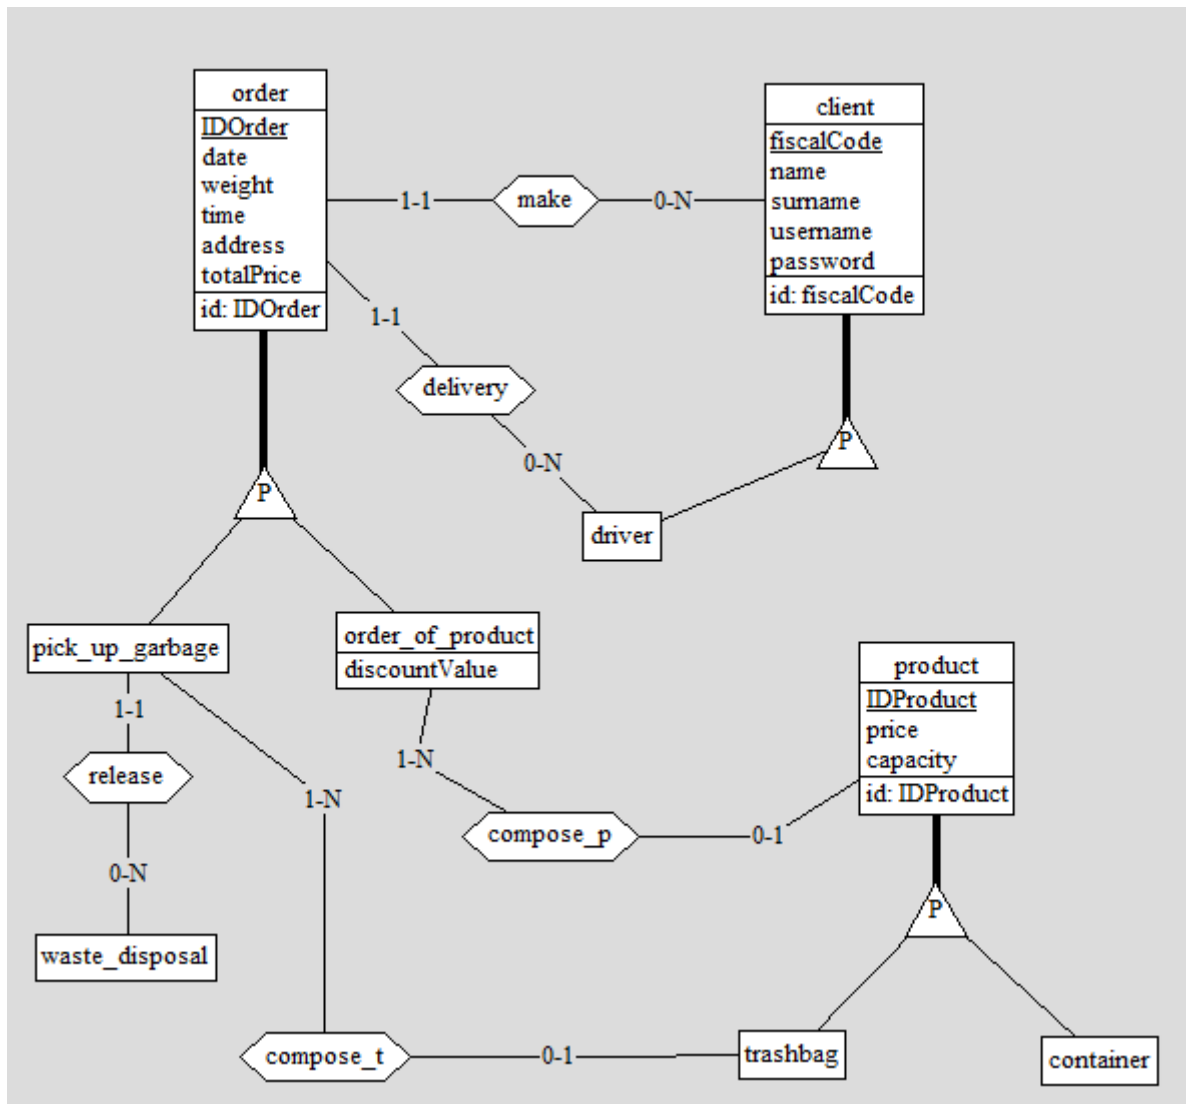 order
IDOrder
date
weight
time
address
totalPrice
id: IDOrder
client
fiscalCode
name
surname
username
password
id: fiscalCode
1-1
make
0-N
1-1
delivery
0-N
P
driver
P
pick_up_garbage
order_of_product
discountValue
product
IDProduct
price
capacity
id: IDProduct
1-1
release
0-N
waste_disposal
1-N
1-N
compose_p
0-1
P
compose_t
0-1
trashbag
container